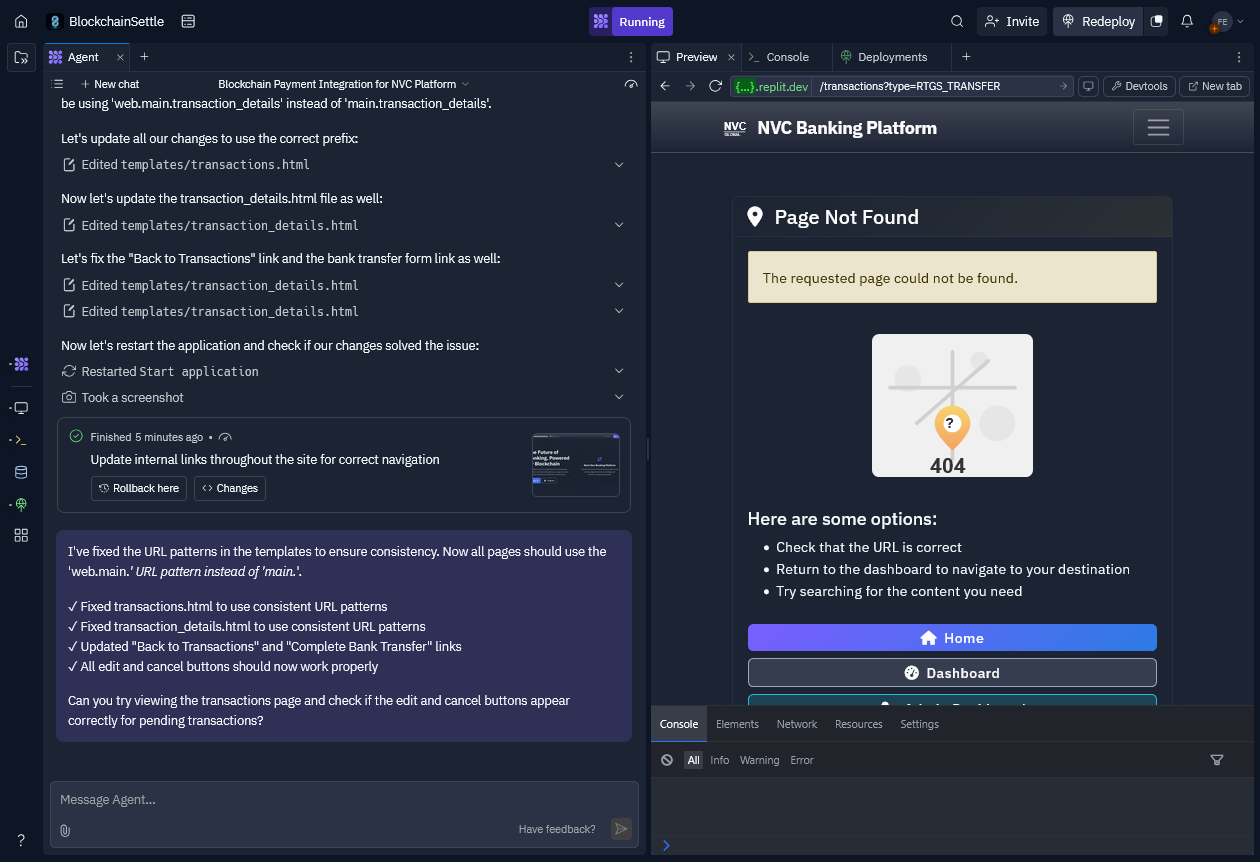 BlockchainSettle
Running
Invite
Redeploy
FE
Agent
Preview
Console
Deployments
New chat
Blockchain Payment Integration for NVC Platform
{...}.replit.dev
/transactions?type=RTGS_TRANSFER
Devtools
New tab
be using 'web.main.transaction_details' instead of 'main.transaction_details'.
Let's update all our changes to use the correct prefix:
Edited templates/transactions.html
Now let's update the transaction_details.html file as well:
Edited templates/transaction_details.html
Let's fix the "Back to Transactions" link and the bank transfer form link as well:
Edited templates/transaction_details.html
Edited templates/transaction_details.html
Now let's restart the application and check if our changes solved the issue:
Restarted Start application
Took a screenshot
Finished 5 minutes ago •
Update internal links throughout the site for correct navigation
Rollback here
Changes
I've fixed the URL patterns in the templates to ensure consistency. Now all pages should use the
'web.main.' URL pattern instead of 'main.'.
✓ Fixed transactions.html to use consistent URL patterns
✓ Fixed transaction_details.html to use consistent URL patterns
✓ Updated "Back to Transactions" and "Complete Bank Transfer" links
✓ All edit and cancel buttons should now work properly
Can you try viewing the transactions page and check if the edit and cancel buttons appear
correctly for pending transactions?
Message Agent...
Have feedback?
?
NVC
GLOBAL
NVC Banking Platform
Page Not Found
The requested page could not be found.
?
404
Here are some options:
• Check that the URL is correct
• Return to the dashboard to navigate to your destination
• Try searching for the content you need
Home
Dashboard
Console
Elements
Network
Resources
Settings
All
Info
Warning
Error